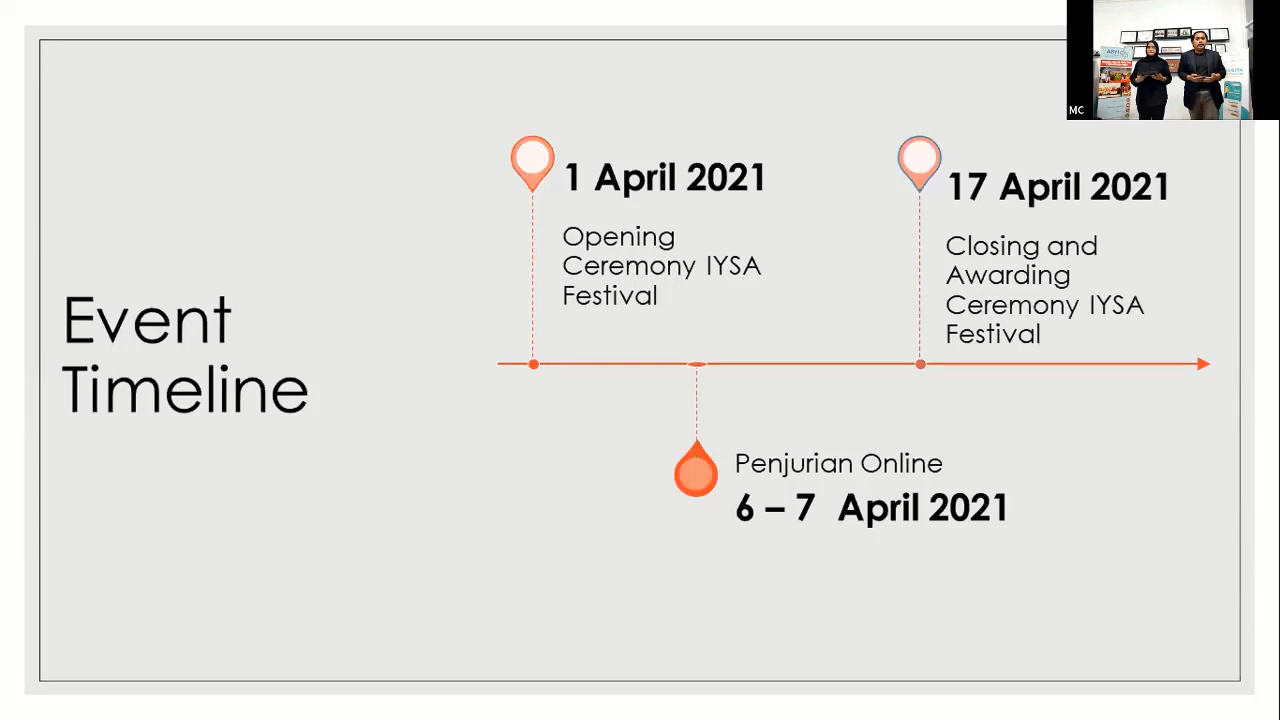 MC
1 April 2021
Opening
Ceremony IYSA
Festival
17 April 2021
Closing and
Awarding
Ceremony IYSA
Festival
Event
Timeline
Penjurian Online
6 – 7 April 2021